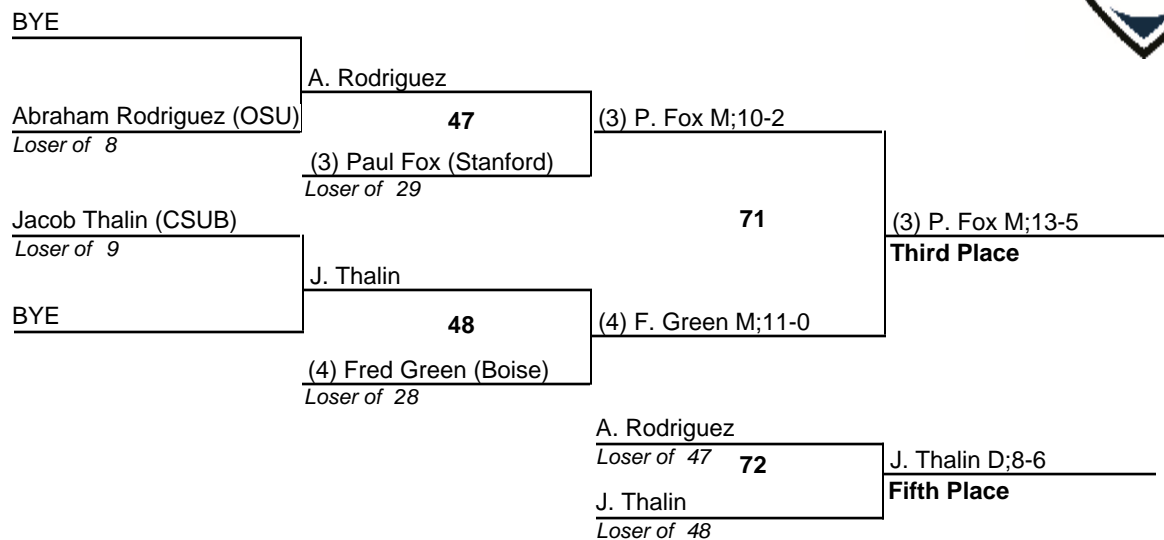 BYE
A. Rodriguez
Abraham Rodriguez (OSU)
47
(3) P. Fox M;10-2
Loser of 8
(3) Paul Fox (Stanford)
Loser of 29
Jacob Thalin (CSUB)
71
(3) P. Fox M;13-5
Loser of 9
Third Place
J. Thalin
BYE
48
(4) F. Green M;11-0
(4) Fred Green (Boise)
Loser of 28
A. Rodriguez
Loser of 47
72
J. Thalin D;8-6
Fifth Place
J. Thalin
Loser of 48